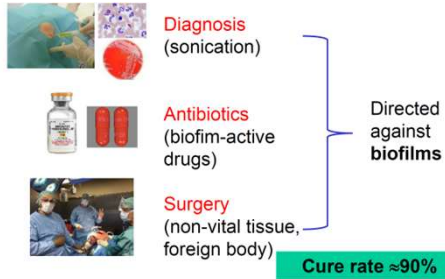 Diagnosis
(sonication)
Antibiotics
(biofim-active
drugs)
Surgery
(non-vital tissue,
foreign body)
Directed
against
biofilms
Cure rate ≈90%